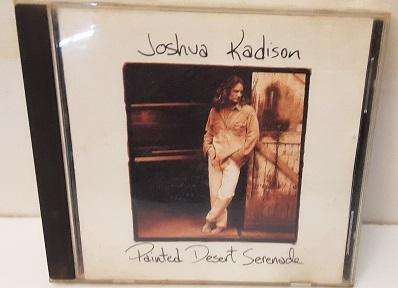 Joshua Kadison
Painted Desert Serenade